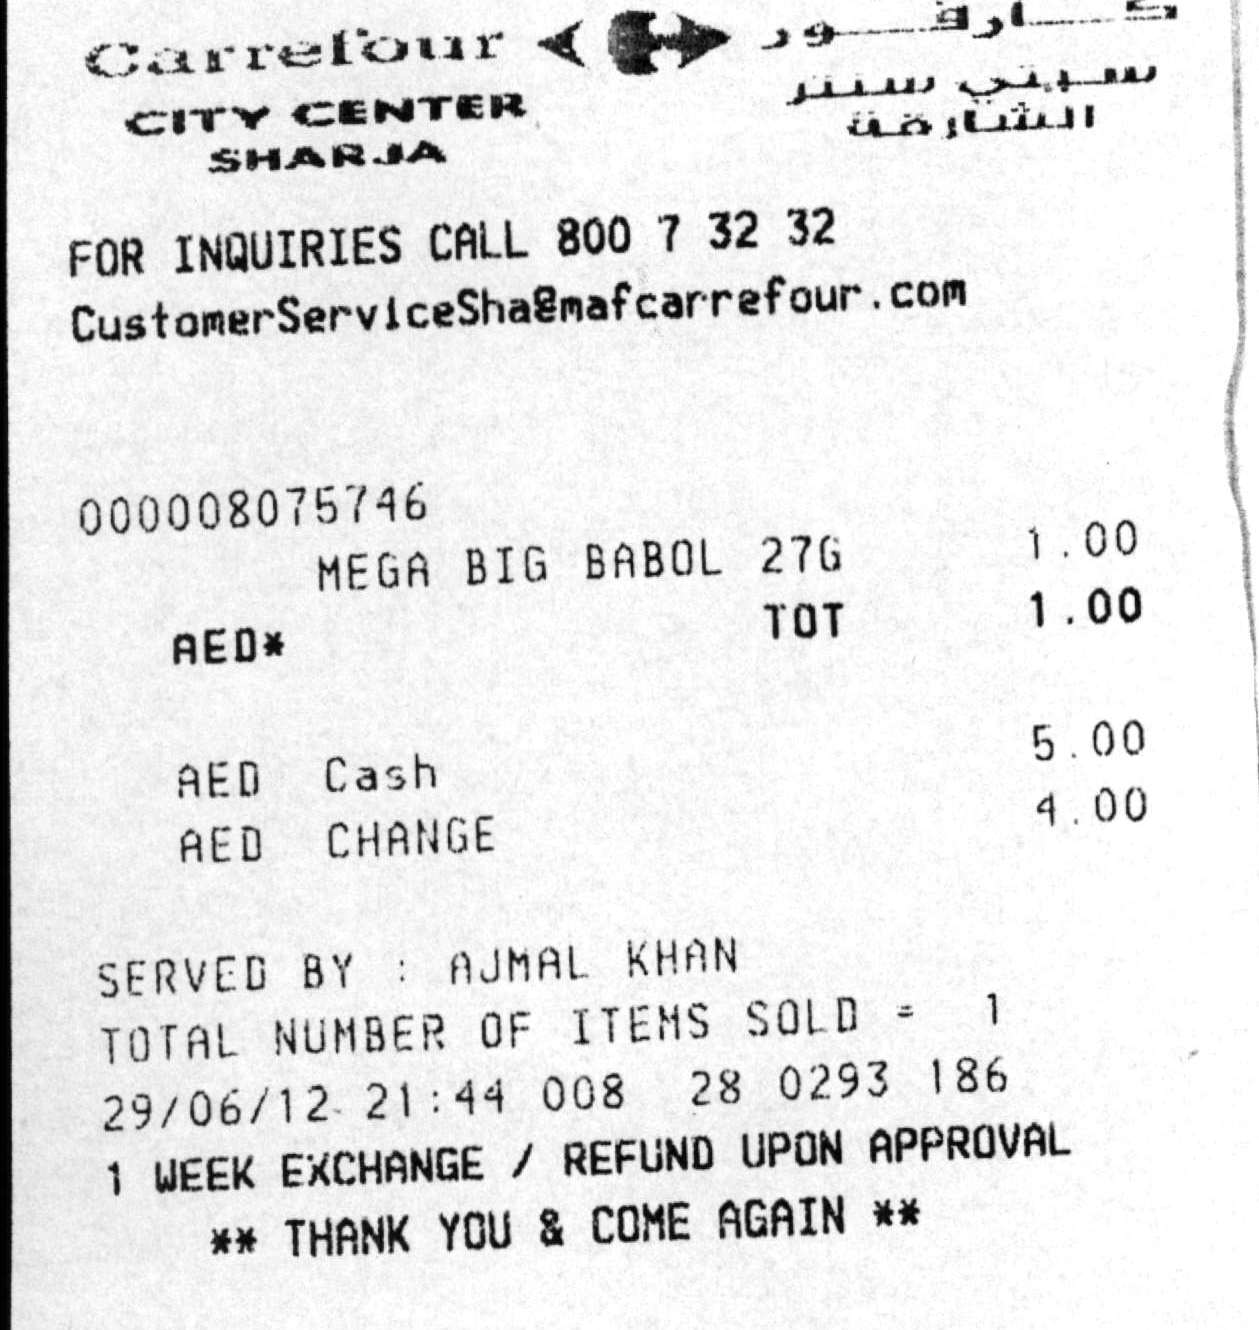 Carrefour كارفور
CITY CENTER سيتي سنتر
SHARJA الشارقة
FOR INQUIRIES CALL 800 7 32 32
CustomerServiceSha@mafcarrefour.com
000008075746
MEGA BIG BABOL 27G 1.00
AED* TOT 1.00
AED Cash 5.00
AED CHANGE 4.00
SERVED BY : AJMAL KHAN
TOTAL NUMBER OF ITEMS SOLD = 1
29/06/12 21:44 008 28 0293 186
1 WEEK EXCHANGE / REFUND UPON APPROVAL
** THANK YOU & COME AGAIN **